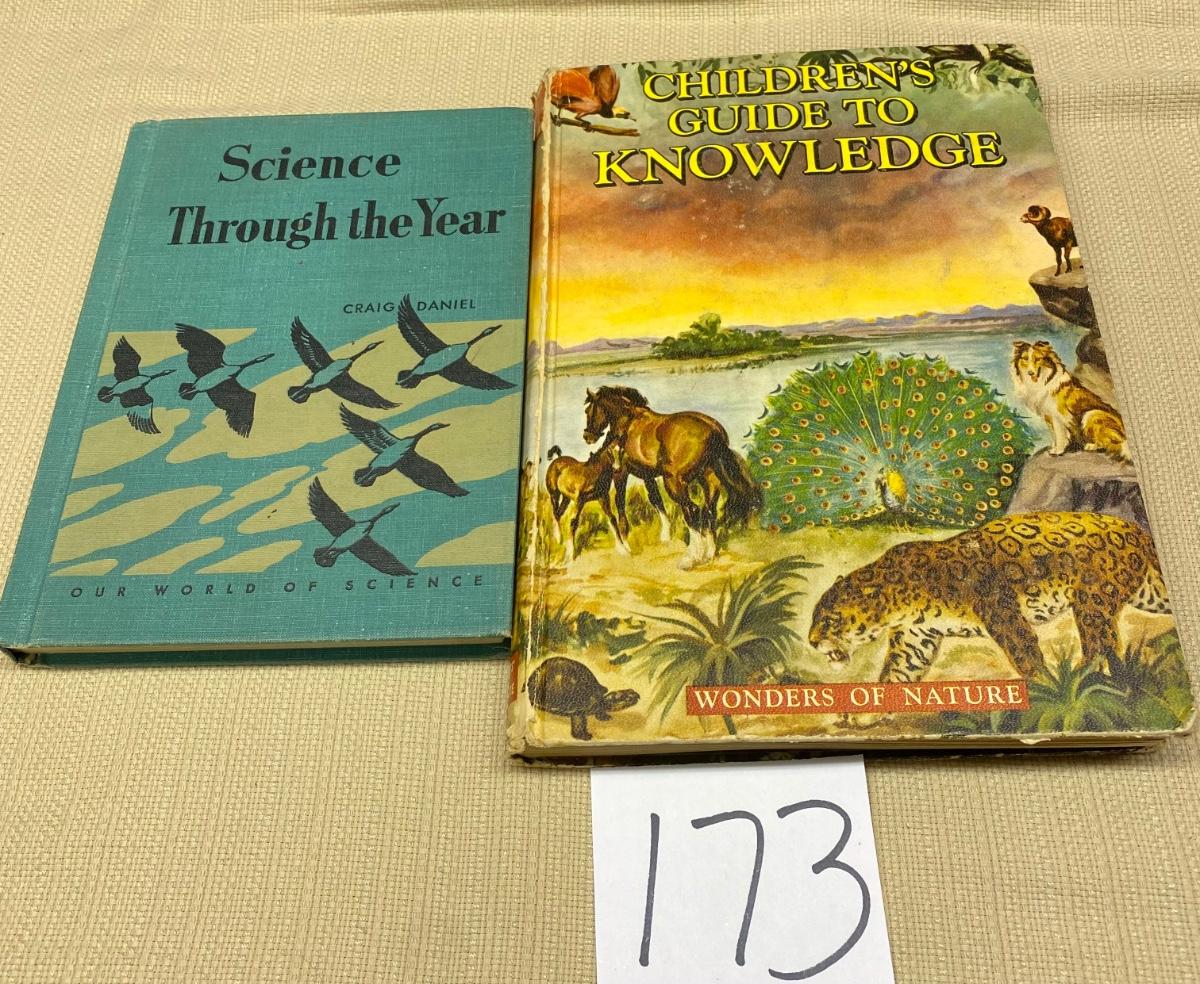 Science
Through the Year
CRAIG DANIEL
OUR WORLD OF SCIENCE
CHILDREN'S
GUIDE TO
KNOWLEDGE
WONDERS OF NATURE
173